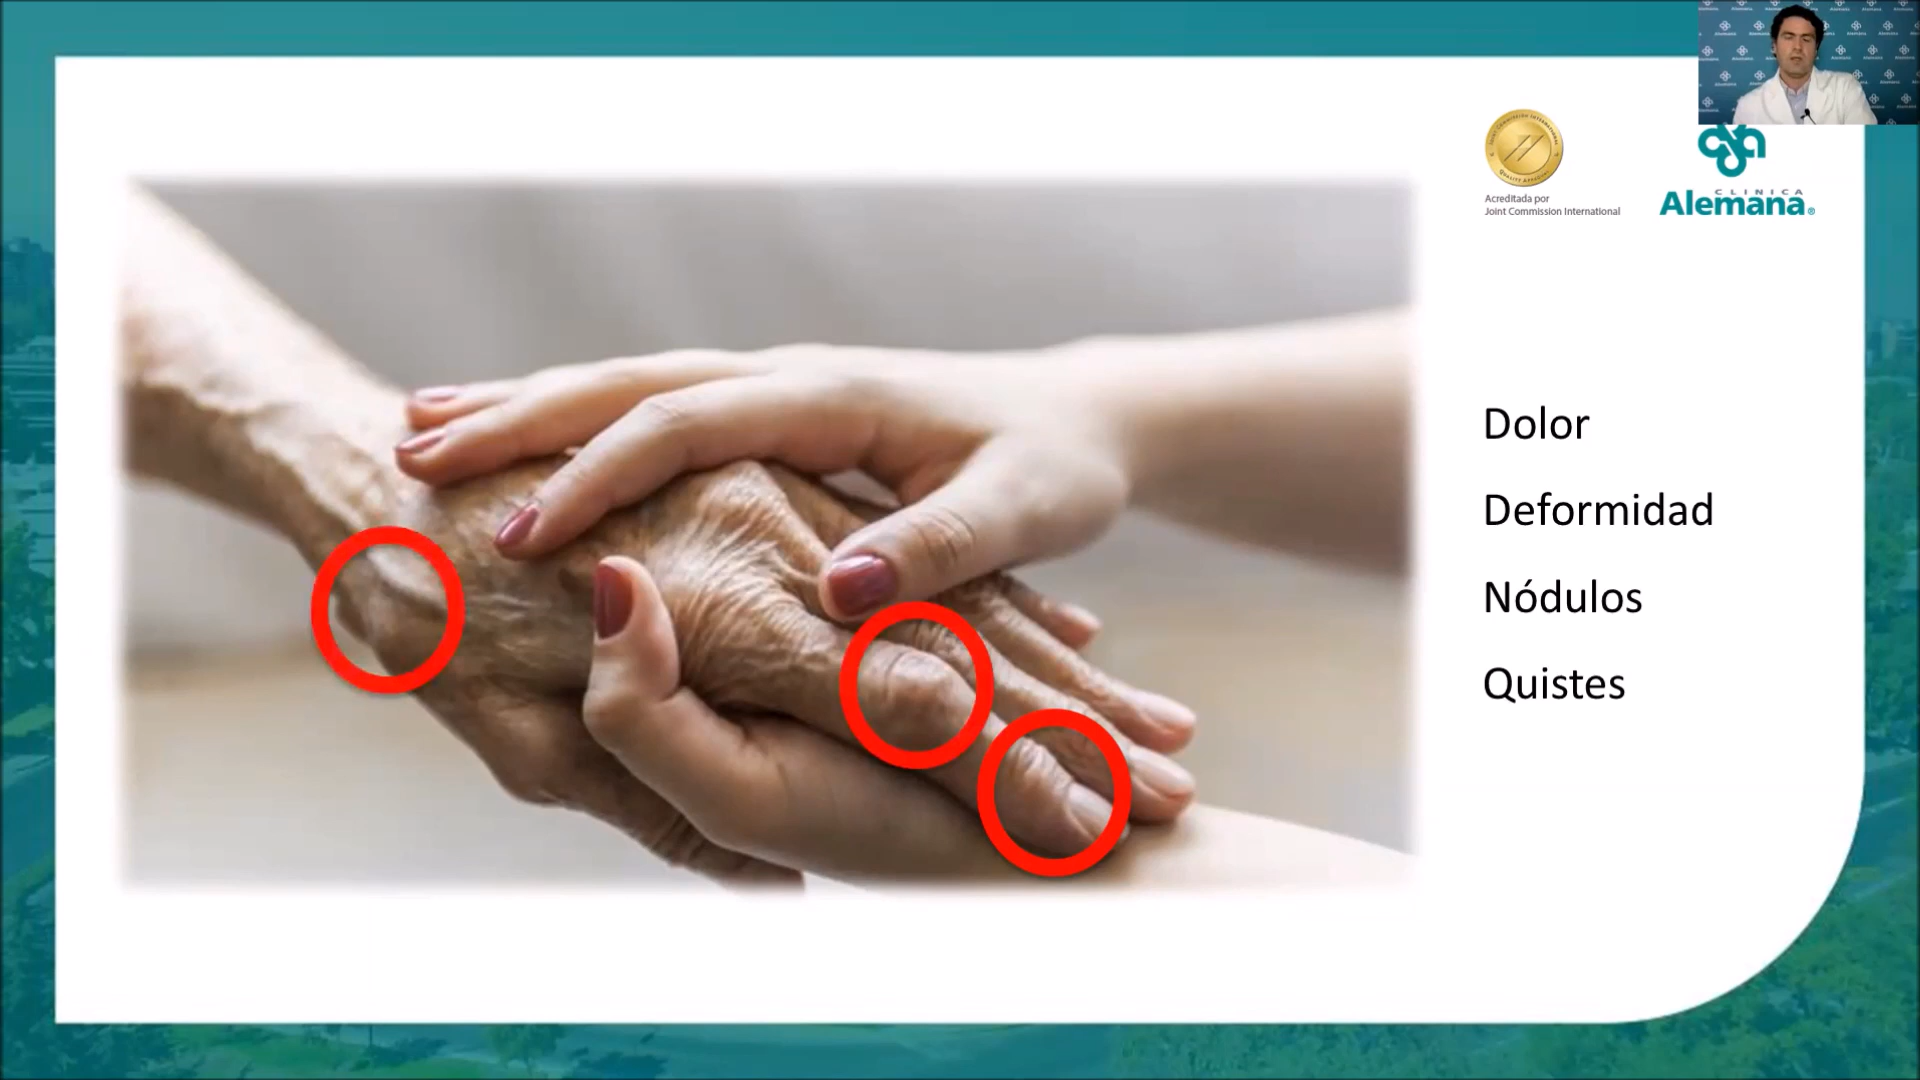 Acreditada por
Joint Commission International
CLINICA
Alemana®
Dolor
Deformidad
Nódulos
Quistes